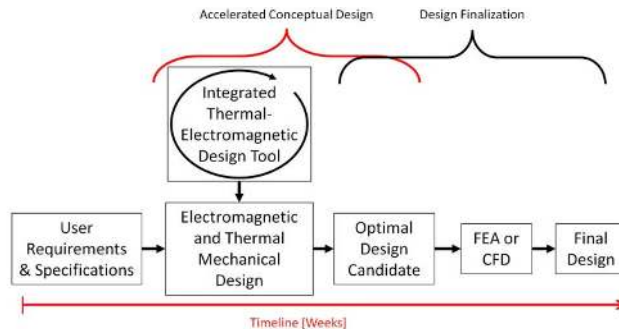 Accelerated Conceptual Design
Design Finalization
Integrated
Thermal-
Electromagnetic
Design Tool
User
Requirements
& Specifications
Electromagnetic
and Thermal
Mechanical
Design
Optimal
Design
Candidate
FEA or
CFD
Final
Design
Timeline [Weeks]